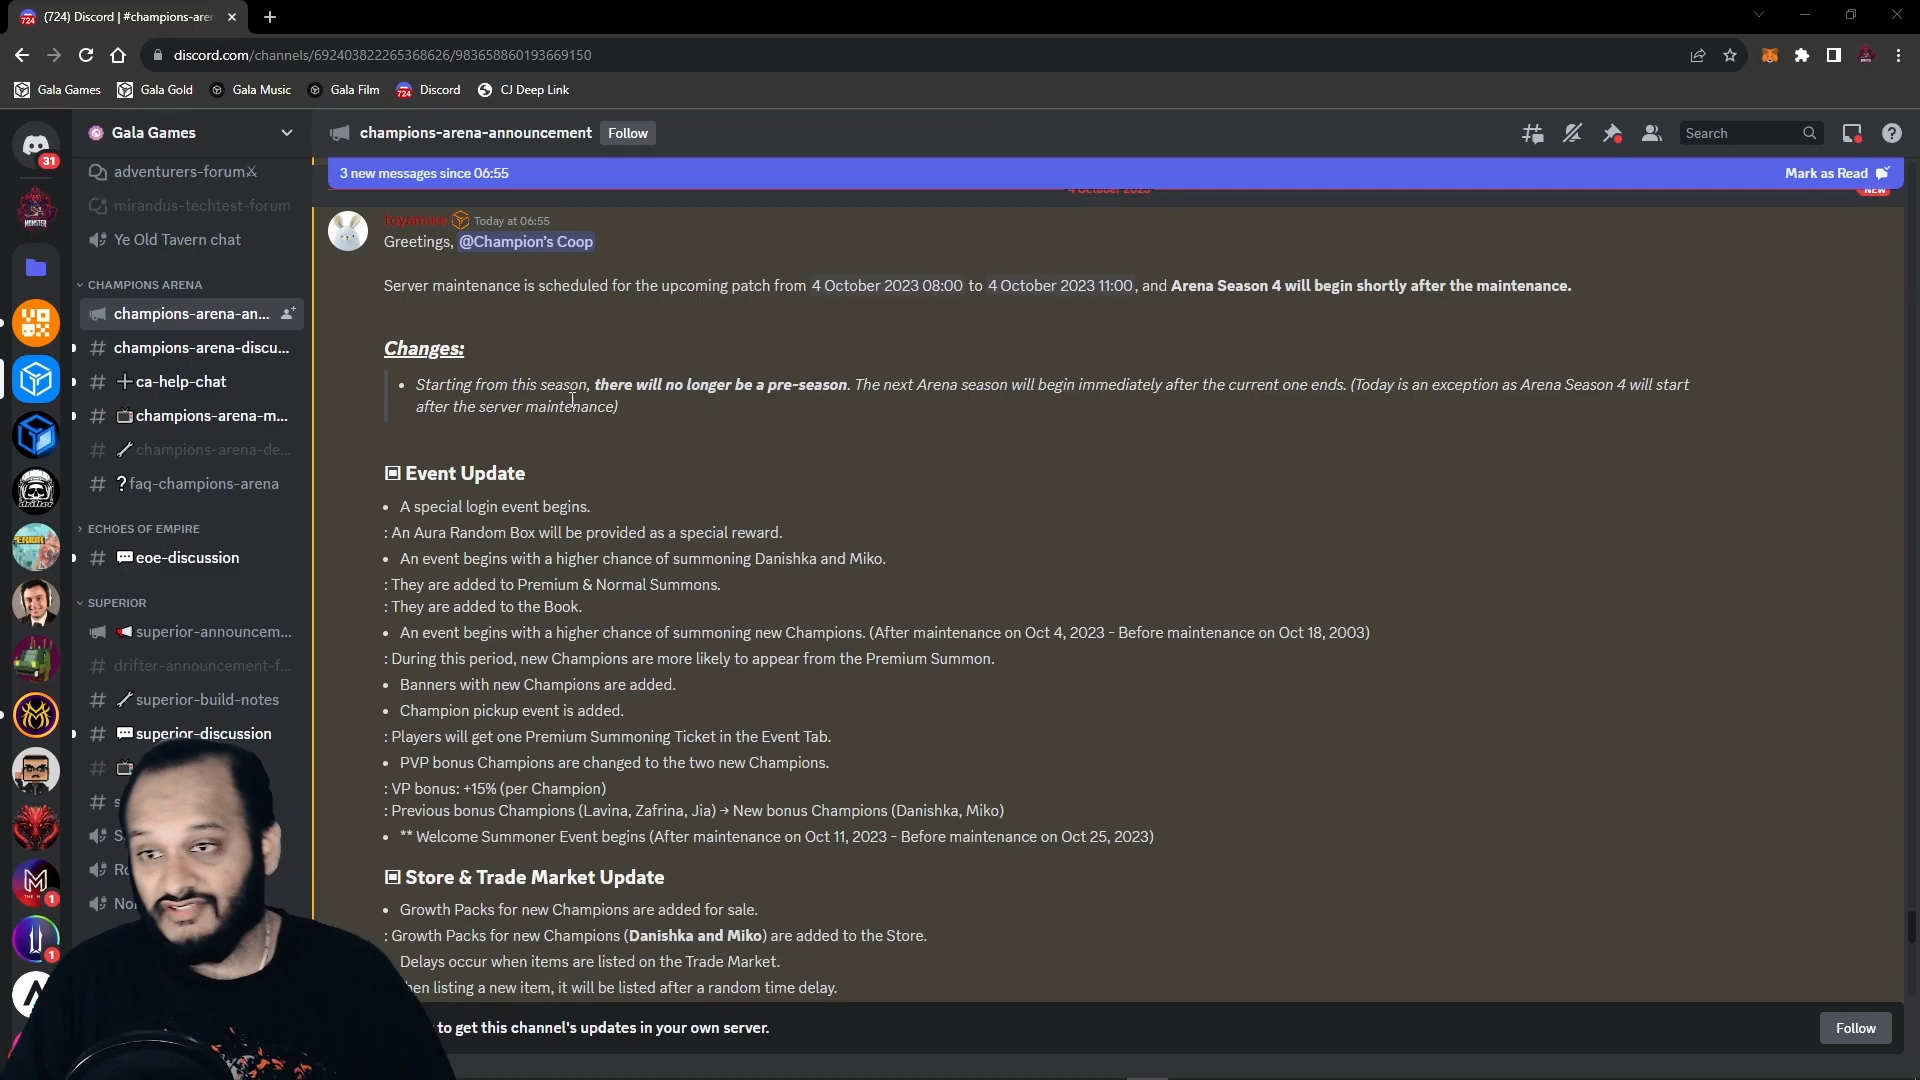 (724) Discord | #champions-aren
discord.com/channels/692403822265368626/983658860193669150
Gala Games
Gala Gold
Gala Music
Gala Film
724
Discord
CJ Deep Link
31
MONSTER
Gala Games
champions-arena-announcement
Follow
Search
3 new messages since 06:55
Mark as Read
4 October 2023
NEW
adventurers-forum
mirandus-techtest-forum
Ye Old Tavern chat
CHAMPIONS ARENA
champions-arena-an...
champions-arena-discu...
ca-help-chat
champions-arena-m...
champions-arena-de...
?faq-champions-arena
ECHOES OF EMPIRE
eoe-discussion
SUPERIOR
superior-announcem...
drifter-announcement-f...
superior-build-notes
superior-discussion
Today at 06:55
Greetings, @Champion's Coop
Server maintenance is scheduled for the upcoming patch from 4 October 2023 08:00 to 4 October 2023 11:00, and Arena Season 4 will begin shortly after the maintenance.
Changes:
• Starting from this season, there will no longer be a pre-season. The next Arena season will begin immediately after the current one ends. (Today is an exception as Arena Season 4 will start
after the server maintenance)
Event Update
• A special login event begins.
: An Aura Random Box will be provided as a special reward.
• An event begins with a higher chance of summoning Danishka and Miko.
: They are added to Premium & Normal Summons.
: They are added to the Book.
• An event begins with a higher chance of summoning new Champions. (After maintenance on Oct 4, 2023 - Before maintenance on Oct 18, 2003)
: During this period, new Champions are more likely to appear from the Premium Summon.
• Banners with new Champions are added.
• Champion pickup event is added.
: Players will get one Premium Summoning Ticket in the Event Tab.
• PVP bonus Champions are changed to the two new Champions.
: VP bonus: +15% (per Champion)
: Previous bonus Champions (Lavina, Zafrina, Jia) → New bonus Champions (Danishka, Miko)
• ** Welcome Summoner Event begins (After maintenance on Oct 11, 2023 - Before maintenance on Oct 25, 2023)
Store & Trade Market Update
• Growth Packs for new Champions are added for sale.
: Growth Packs for new Champions (Danishka and Miko) are added to the Store.
Delays occur when items are listed on the Trade Market.
listing a new item, it will be listed after a random time delay.
to get this channel's updates in your own server.
Follow